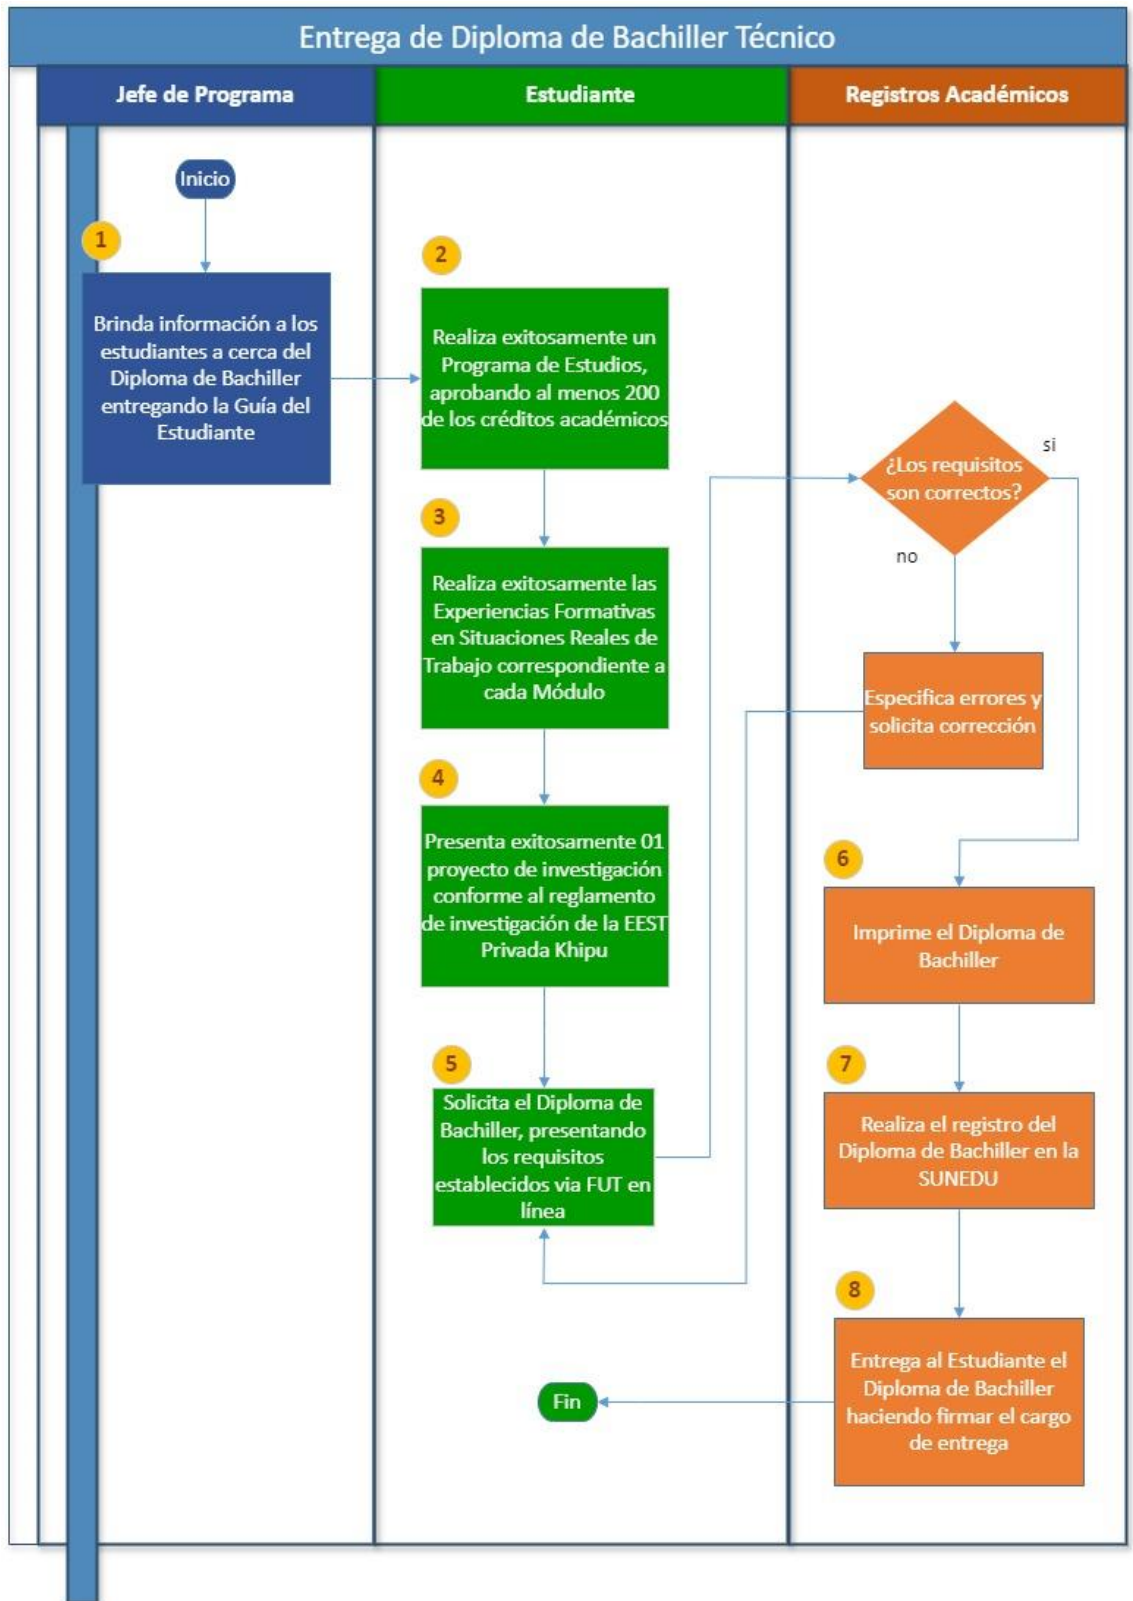 Entrega de Diploma de Bachiller Técnico
Jefe de Programa
Estudiante
Registros Académicos
Inicio
1
Brinda información a los
estudiantes a cerca del
Diploma de Bachiller
entregando la Guía del
Estudiante
2
Realiza exitosamente un
Programa de Estudios,
aprobando al menos 200
de los créditos académicos
3
Realiza exitosamente las
Experiencias Formativas
en Situaciones Reales de
Trabajo correspondiente a
cada Módulo
4
Presenta exitosamente 01
proyecto de investigación
conforme al reglamento
de investigación de la EEST
Privada Khipu
5
Solicita el Diploma de
Bachiller, presentando
los requisitos
establecidos via FUT en
línea
¿Los requisitos
son correctos?
si
no
Especifica errores y
solicita corrección
6
Imprime el Diploma de
Bachiller
7
Realiza el registro del
Diploma de Bachiller en la
SUNEDU
8
Entrega al Estudiante el
Diploma de Bachiller
haciendo firmar el cargo
de entrega
Fin